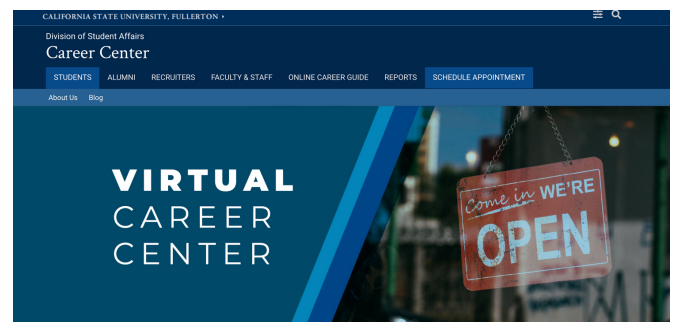 CALIFORNIA STATE UNIVERSITY, FULLERTON
Division of Student Affairs
Career Center
STUDENTS ALUMNI RECRUITERS FACULTY & STAFF ONLINE CAREER GUIDE REPORTS SCHEDULE APPOINTMENT
About Us Blog
VIRTUAL
CAREER
CENTER
come in WE'RE
OPEN